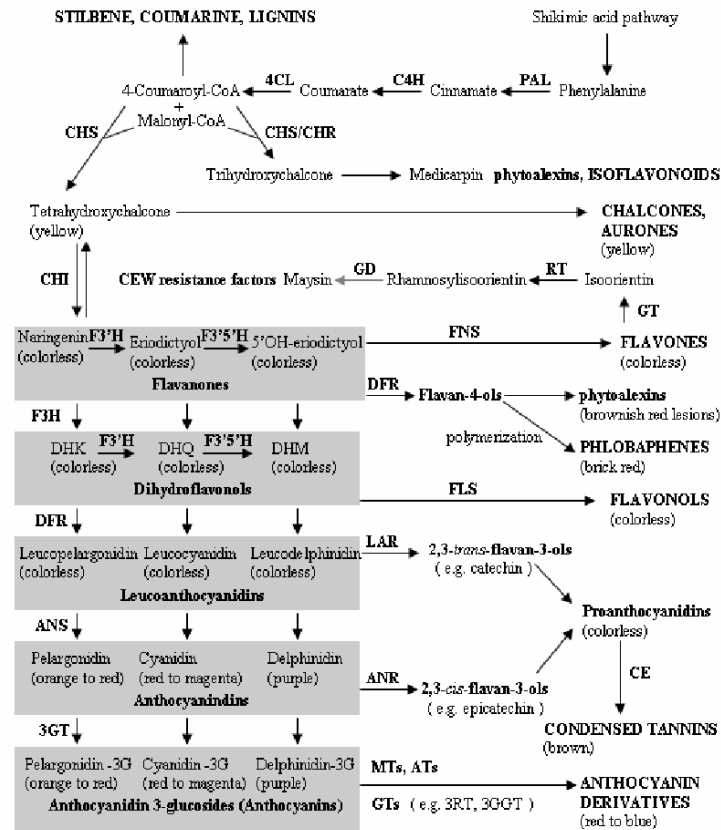 STILBENE, COUMARINE, LIGNINS
Shikimic acid pathway
4-Coumaroyl-CoA 4CL Coumarate C4H Cinnamate PAL Phenylalanine
+
Malonyl-CoA
CHS
CHS/CHR
Trihydroxychalcone Medicarpin phytoalexins, ISOFLAVONOIDS
Tetrahydroxychalcone
(yellow)
CHALCONES,
AURONES
(yellow)
CHI
CEW resistance factors Maysin GD Rhamnosylisoorientin RT Isoorientin
GT
Naringenin F3'H Eriodictyol F3'5'H 5'OH-eriodictyol
(colorless) (colorless) (colorless)
Flavanones
FNS
FLAVONES
(colorless)
DFR Flavan-4-ols phytoalexins
(brownish red lesions)
polymerization
PHLOBAPHENES
(brick red)
F3H
DHK F3'H DHQ F3'5'H DHM
(colorless) (colorless) (colorless)
Dihydroflavonols
FLS
FLAVONOLS
(colorless)
DFR
Leucopelargonidin Leucocyanidin Leucodelphinidin
(colorless) (colorless) (colorless)
Leucoanthocyanidins
LAR 2,3-trans-flavan-3-ols
( e.g. catechin )
Proanthocyanidins
(colorless)
ANS
Pelargonidin Cyanidin Delphinidin
(orange to red) (red to magenta) (purple)
Anthocyanindins
ANR 2,3-cis-flavan-3-ols
( e.g. epicatechin )
CE
CONDENSED TANNINS
(brown)
3GT
Pelargonidin -3G Cyanidin -3G Delphinidin-3G
(orange to red) (red to magenta) (purple)
Anthocyanidin 3-glucosides (Anthocyanins)
MTs, ATs
GTs ( e.g. 3RT, 3GGT )
ANTHOCYANIN
DERIVATIVES
(red to blue)